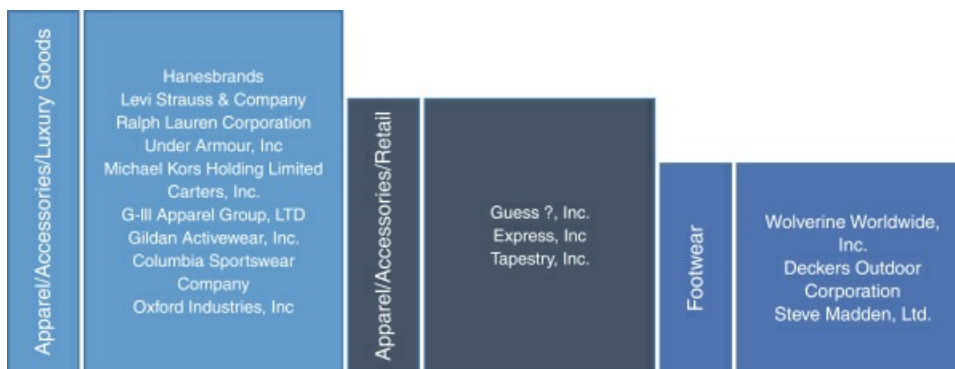 Apparel/Accessories/Luxury Goods
Hanesbrands
Levi Strauss & Company
Ralph Lauren Corporation
Under Armour, Inc
Michael Kors Holding Limited
Carters, Inc.
G-III Apparel Group, LTD
Gildan Activewear, Inc.
Columbia Sportswear
Company
Oxford Industries, Inc
Apparel/Accessories/Retail
Guess ?, Inc.
Express, Inc
Tapestry, Inc.
Footwear
Wolverine Worldwide,
Inc.
Deckers Outdoor
Corporation
Steve Madden, Ltd.